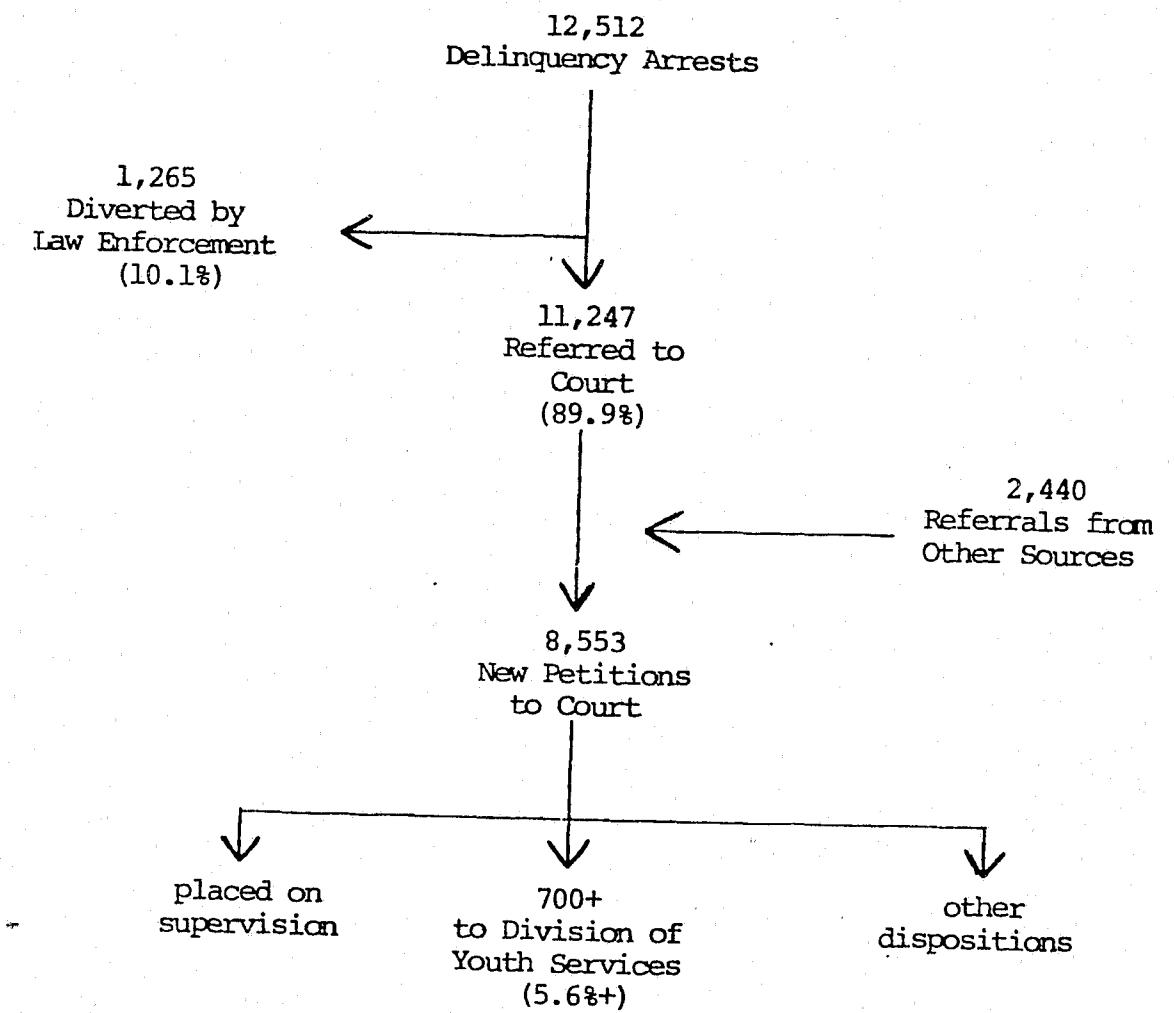 12,512
Delinquency Arrests
1,265
Diverted by
Law Enforcement
(10.1%)
11,247
Referred to
Court
(89.9%)
2,440
Referrals from
Other Sources
8,553
New Petitions
to Court
placed on
supervision
700+
to Division of
Youth Services
(5.6%+)
other
dispositions